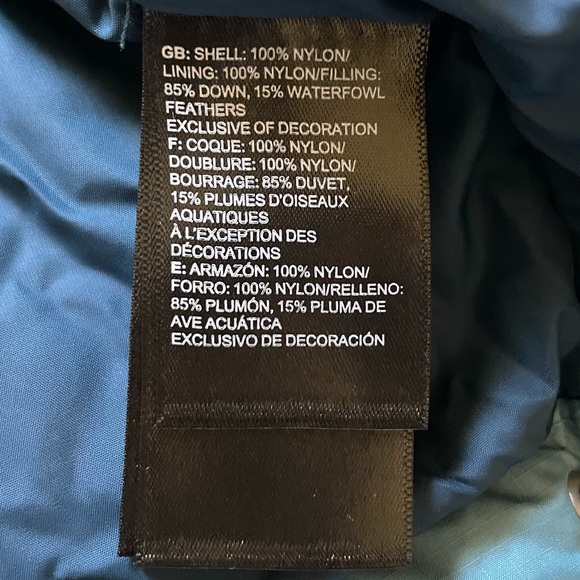 GB: SHELL: 100% NYLON/
LINING: 100% NYLON/FILLING:
85% DOWN, 15% WATERFOWL
FEATHERS
EXCLUSIVE OF DECORATION
F: COQUE: 100% NYLON/
DOUBLURE: 100% NYLON/
BOURRAGE: 85% DUVET,
15% PLUMES D'OISEAUX
AQUATIQUES
À L'EXCEPTION DES
DÉCORATIONS
E: ARMAZÓN: 100% NYLON/
FORRO: 100% NYLON/RELLENO:
85% PLUMÓN, 15% PLUMA DE
AVE ACUÁTICA
EXCLUSIVO DE DECORACIÓN